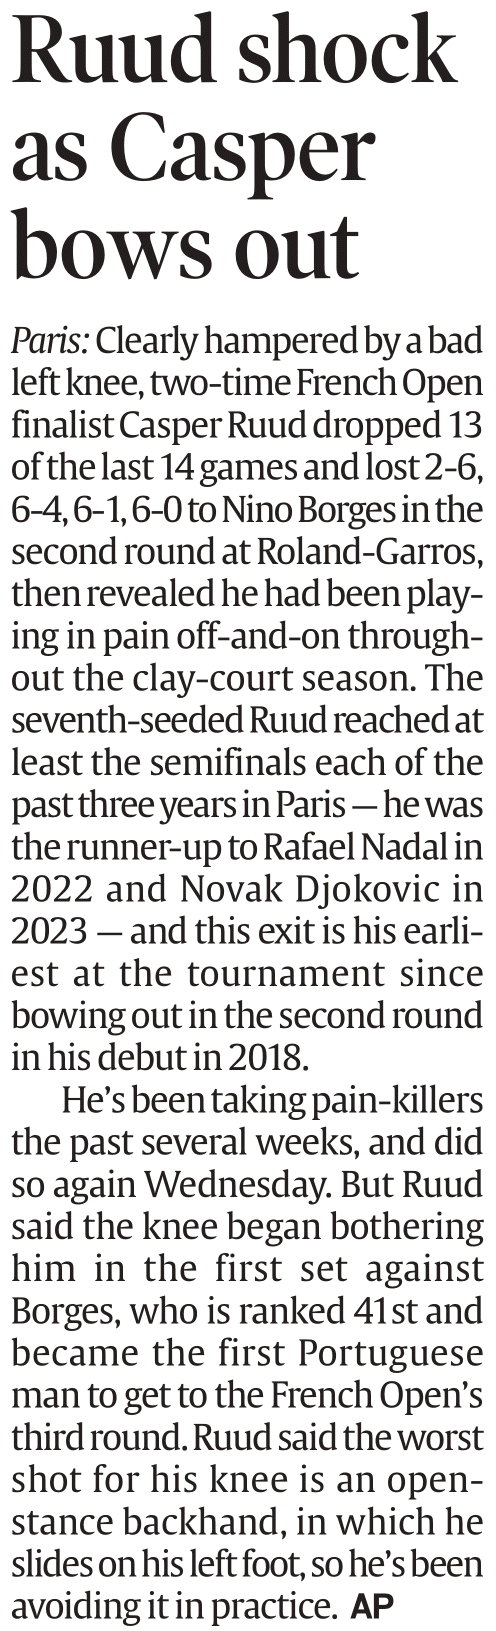 Ruud shock
as Casper
bows out
Paris: Clearly hampered by a bad
left knee, two-time French Open
finalist Casper Ruud dropped 13
of the last 14 games and lost 2-6,
6-4, 6-1, 6-0 to Nino Borges in the
second round at Roland-Garros,
then revealed he had been play-
ing in pain off-and-on through-
out the clay-court season. The
seventh-seeded Ruud reached at
least the semifinals each of the
past three years in Paris — he was
the runner-up to Rafael Nadal in
2022 and Novak Djokovic in
2023 — and this exit is his earli-
est at the tournament since
bowing out in the second round
in his debut in 2018.
He's been taking pain-killers
the past several weeks, and did
so again Wednesday. But Ruud
said the knee began bothering
him in the first set against
Borges, who is ranked 41st and
became the first Portuguese
man to get to the French Open's
third round. Ruud said the worst
shot for his knee is an open-
stance backhand, in which he
slides on his left foot, so he's been
avoiding it in practice. AP